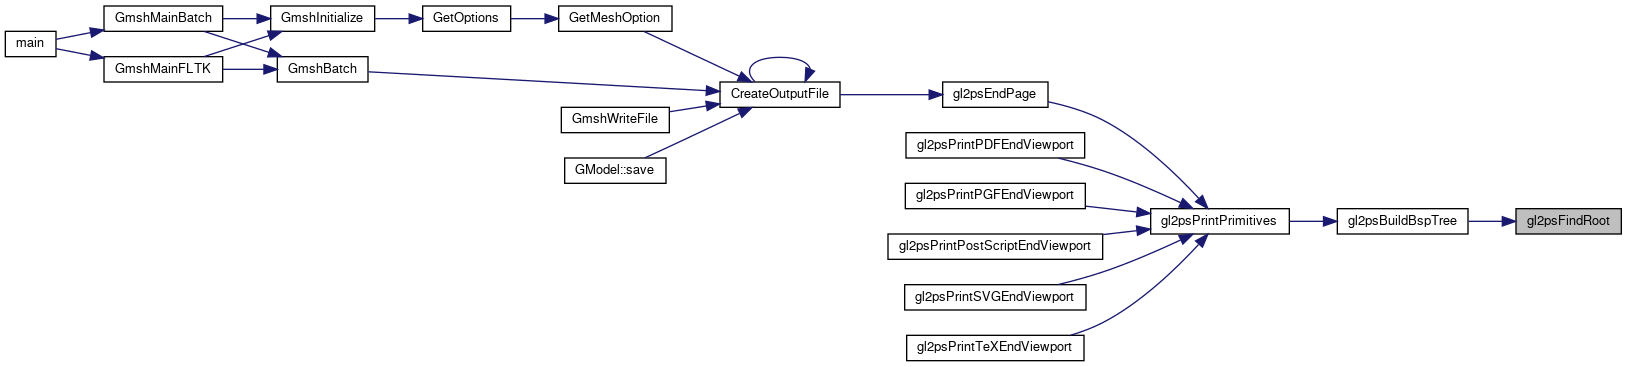 main
GmshMainBatch
GmshMainFLTK
GmshInitialize
GmshBatch
GetOptions
GetMeshOption
GmshWriteFile
GModel::save
CreateOutputFile
gl2psEndPage
gl2psPrintPDFEndViewport
gl2psPrintPGFEndViewport
gl2psPrintPostScriptEndViewport
gl2psPrintSVGEndViewport
gl2psPrintTeXEndViewport
gl2psPrintPrimitives
gl2psBuildBspTree
gl2psFindRoot